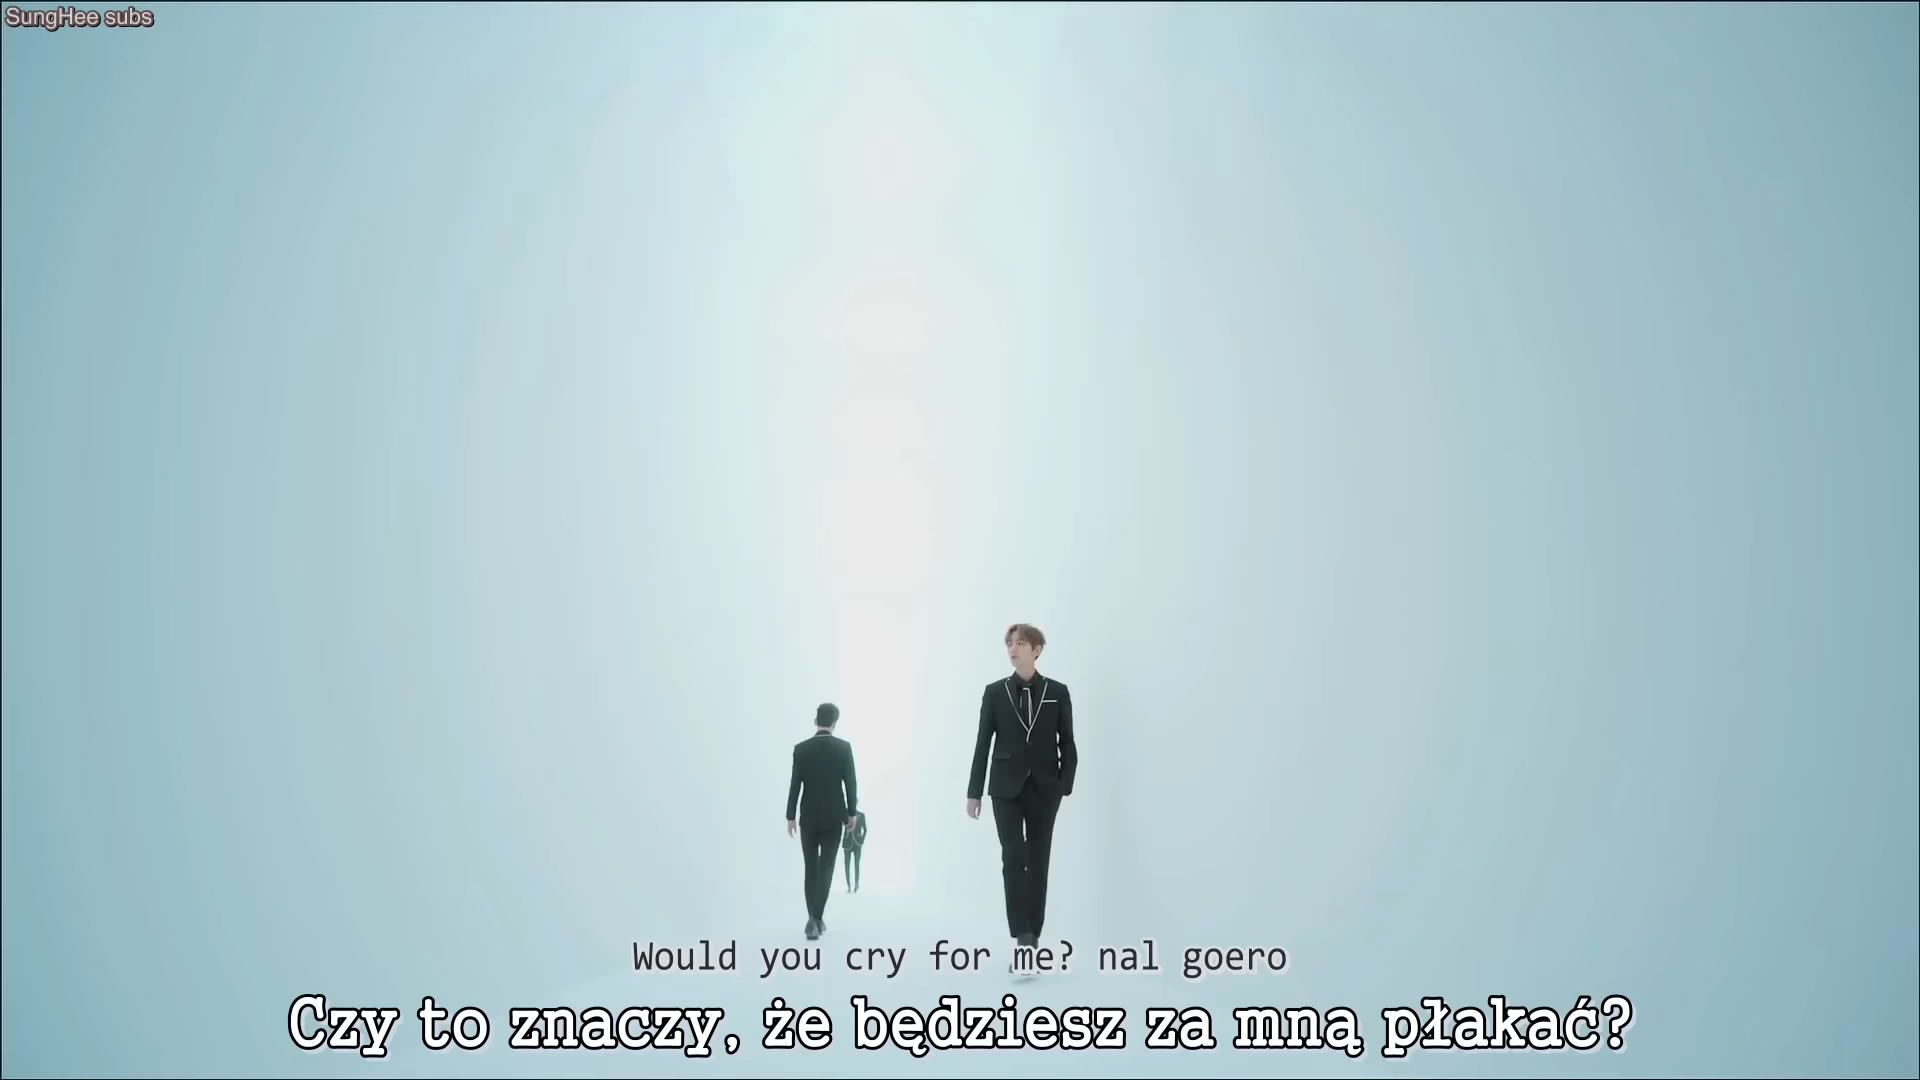 SungHee subs
Would you cry for me? nal goero
Czy to znaczy, że będziesz za mną płakać?